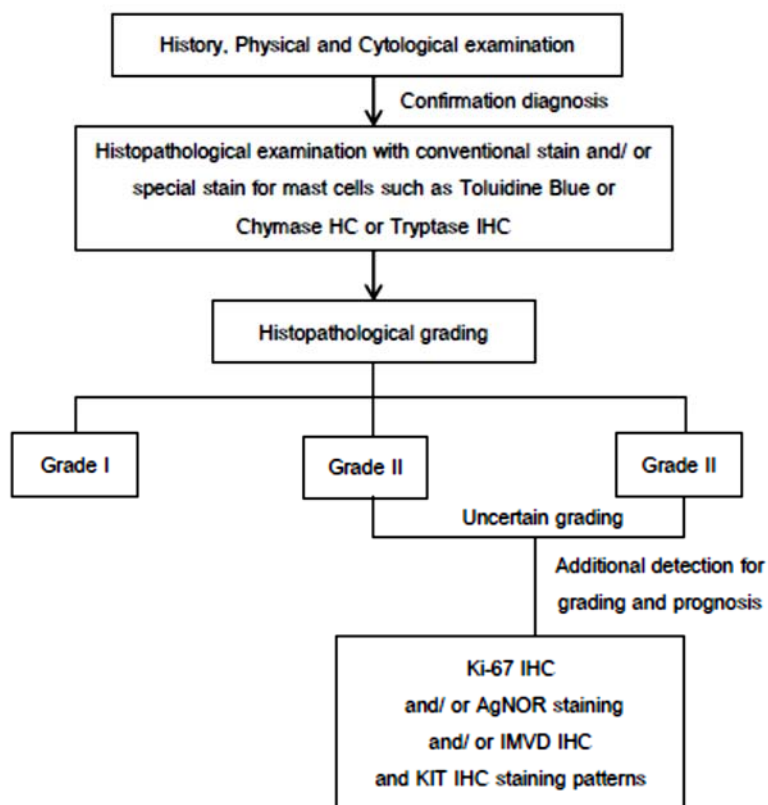 History, Physical and Cytological examination
Confirmation diagnosis
Histopathological examination with conventional stain and/ or
special stain for mast cells such as Toluidine Blue or
Chymase HC or Tryptase IHC
Histopathological grading
Grade I
Grade II
Grade II
Uncertain grading
Additional detection for
grading and prognosis
Ki-67 IHC
and/ or AgNOR staining
and/ or IMVD IHC
and KIT IHC staining patterns